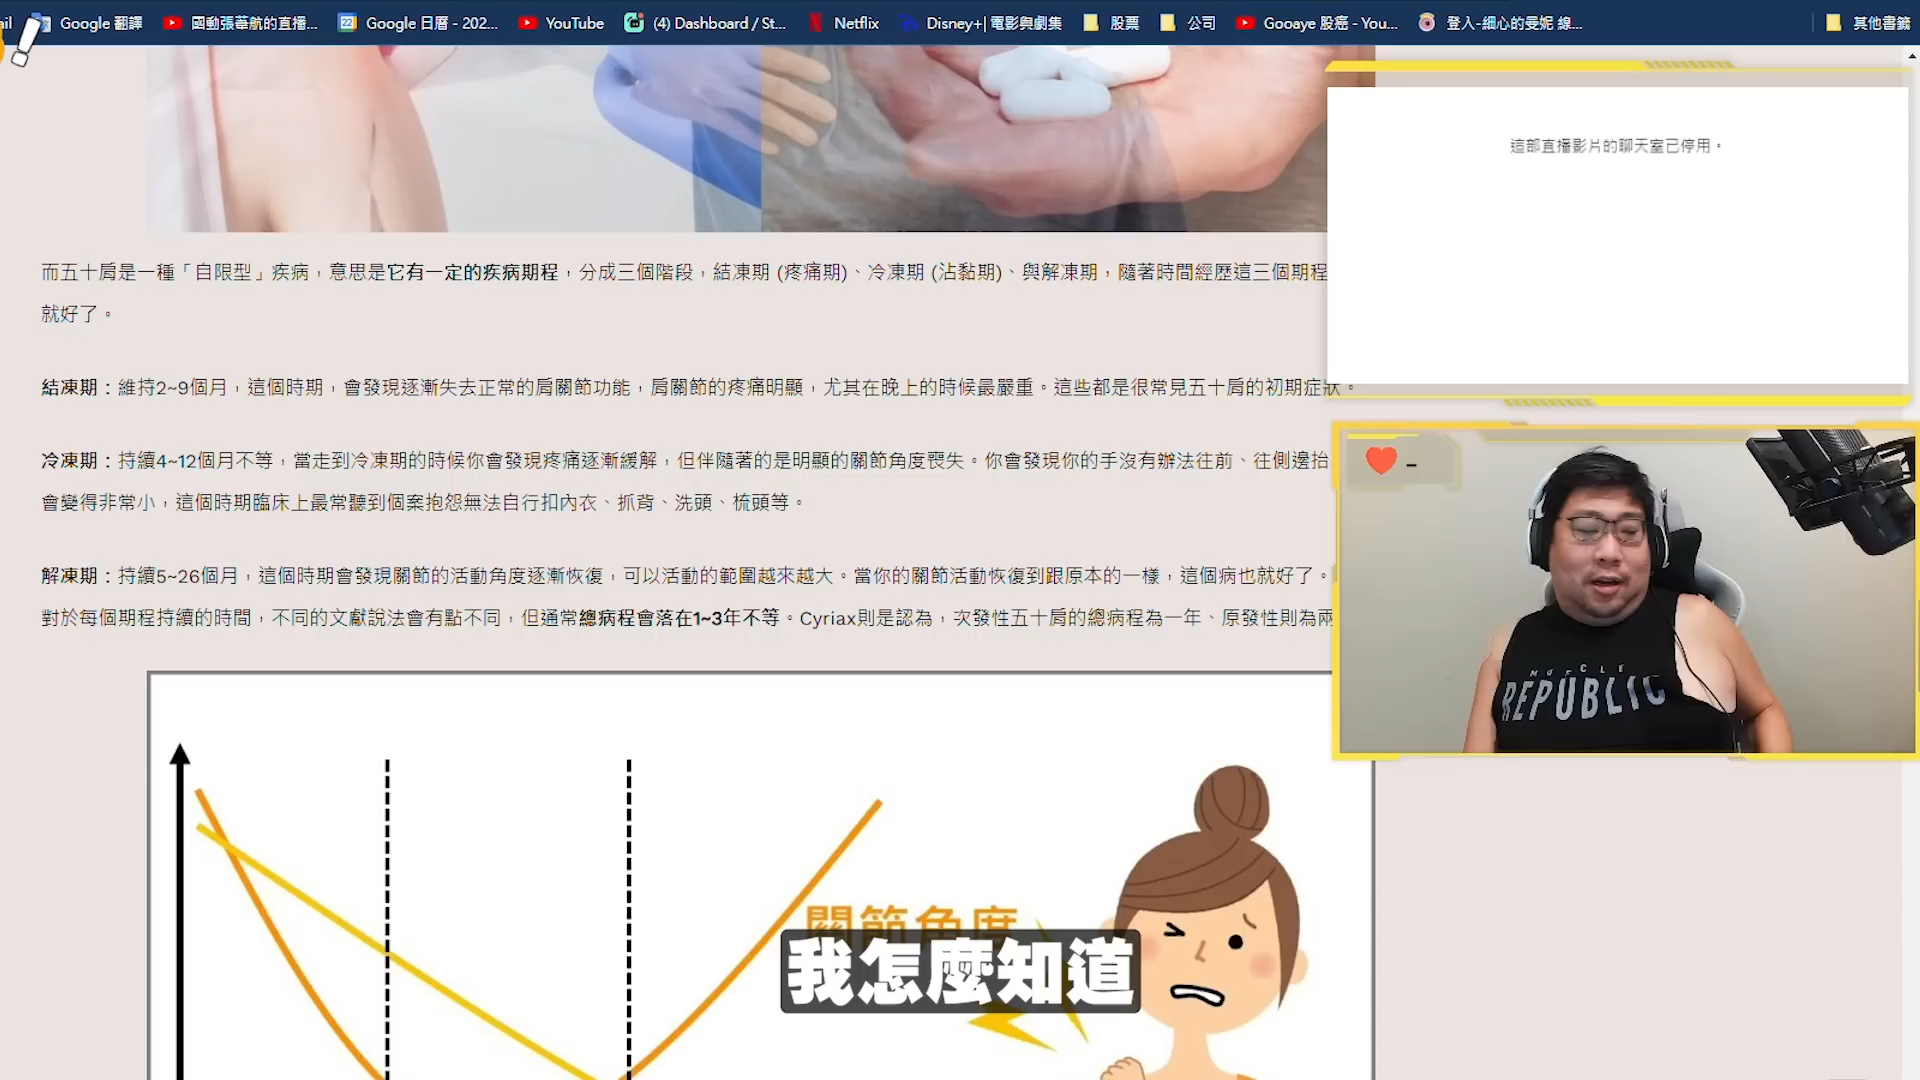 Google 翻譯
國動張葦航的直播...
Google 日曆 - 202...
YouTube
(4) Dashboard / St...
Netflix
Disney+| 電影與劇集
股票
公司
Gooaye 股癌 - You...
登入-細心的曼妮 線...
其他書籤
這部直播影片的聊天室已停用。
而五十肩是一種「自限型」疾病，意思是它有一定的疾病期程，分成三個階段，結凍期 (疼痛期)、冷凍期 (沾黏期)、與解凍期，隨著時間經歷這三個期程
就好了。
結凍期：維持2~9個月，這個時期，會發現逐漸失去正常的肩關節功能，肩關節的疼痛明顯，尤其在晚上的時候最嚴重。這些都是很常見五十肩的初期症狀。
冷凍期：持續4~12個月不等，當走到冷凍期的時候你會發現疼痛逐漸緩解，但伴隨著的是明顯的關節角度喪失。你會發現你的手沒有辦法往前、往側邊抬
會變得非常小，這個時期臨床上最常聽到個案抱怨無法自行扣內衣、抓背、洗頭、梳頭等。
解凍期：持續5~26個月，這個時期會發現關節的活動角度逐漸恢復，可以活動的範圍越來越大。當你的關節活動恢復到跟原本的一樣，這個病也就好了。
對於每個期程持續的時間，不同的文獻說法會有點不同，但通常總病程會落在1~3年不等。Cyriax則是認為，次發性五十肩的總病程為一年、原發性則為兩
MUSCLE
REPUBLIC
關節角度
我怎麼知道